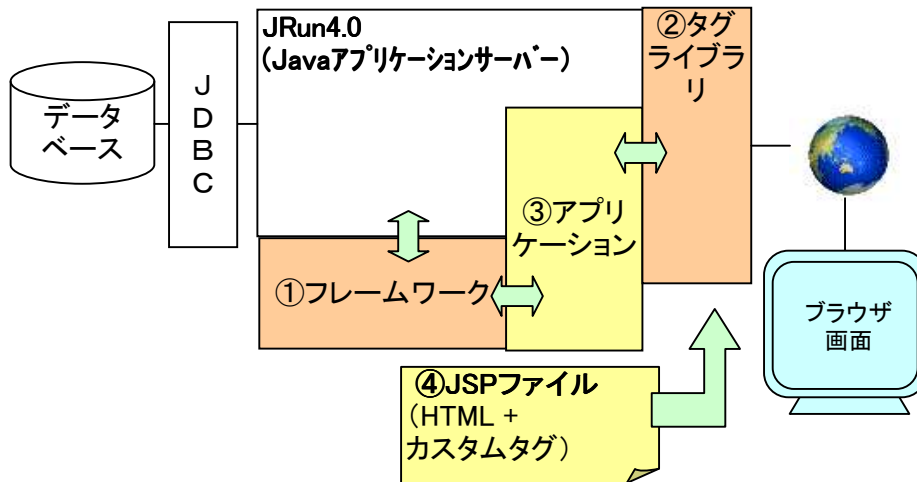 データ
ベース
J
D
B
C
JRun4.0
(Javaアプリケーションサーバー)
②タグ
ライブラ
リ
③アプリ
ケーション
①フレームワーク
④JSPファイル
(HTML +
カスタムタグ)
ブラウザ
画面